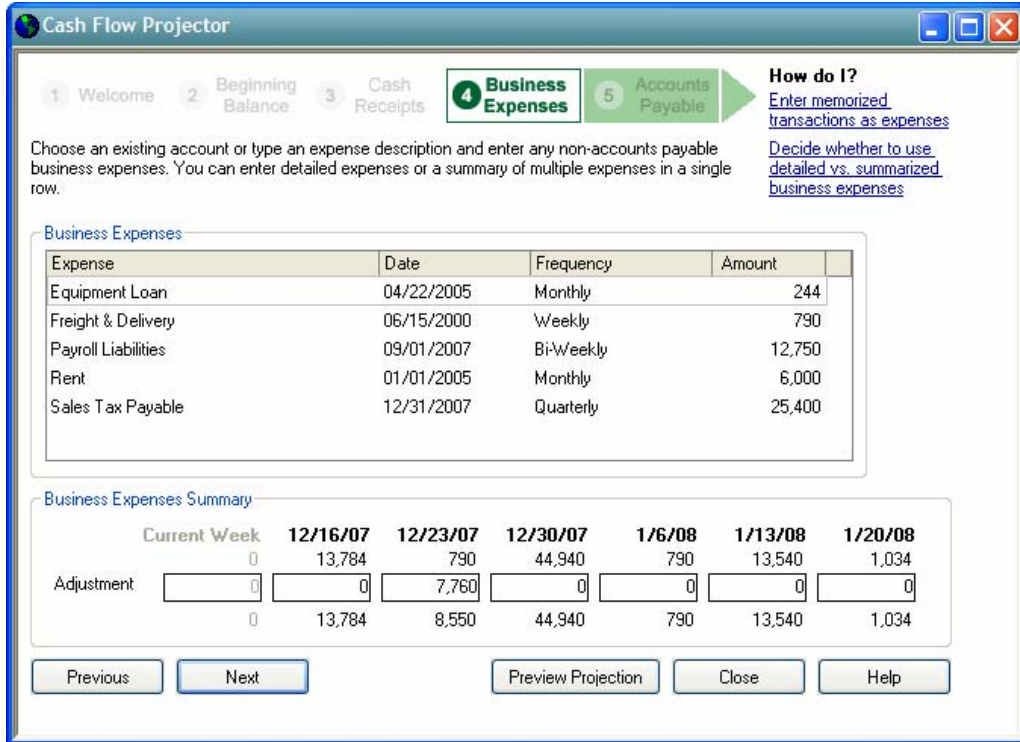 Cash Flow Projector
1 Welcome 2 Beginning Balance 3 Cash Receipts 4 Business Expenses 5 Accounts Payable
How do I?
Enter memorized
transactions as expenses
Decide whether to use
detailed vs. summarized
business expenses
Choose an existing account or type an expense description and enter any non-accounts payable
business expenses. You can enter detailed expenses or a summary of multiple expenses in a single
row.
Business Expenses
Expense Date Frequency Amount
Equipment Loan 04/22/2005 Monthly 244
Freight & Delivery 06/15/2000 Weekly 790
Payroll Liabilities 09/01/2007 Bi-Weekly 12,750
Rent 01/01/2005 Monthly 6,000
Sales Tax Payable 12/31/2007 Quarterly 25,400
Business Expenses Summary
Current Week 12/16/07 12/23/07 12/30/07 1/6/08 1/13/08 1/20/08
0 13,784 790 44,940 790 13,540 1,034
Adjustment 0 0 7,760 0 0 0 0
0 13,784 8,550 44,940 790 13,540 1,034
Previous Next Preview Projection Close Help